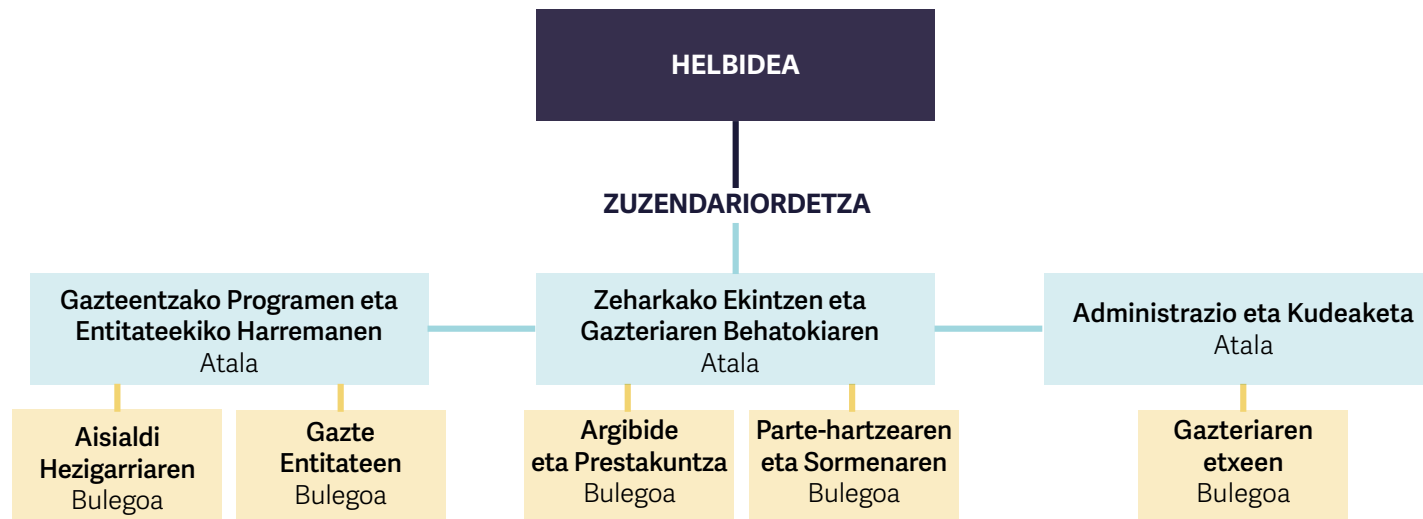 HELBIDEA
ZUZENDARIORDETZA
Gazteentzako Programen eta
Entitateekiko Harremanen
Atala
Zeharkako Ekintzen eta
Gazteriaren Behatokiaren
Atala
Administrazio eta Kudeaketa
Atala
Aisialdi
Hezigarriaren
Bulegoa
Gazte
Entitateen
Bulegoa
Argibide
eta Prestakuntza
Bulegoa
Parte-hartzearen
eta Sormenaren
Bulegoa
Gazteriaren
etxeen
Bulegoa